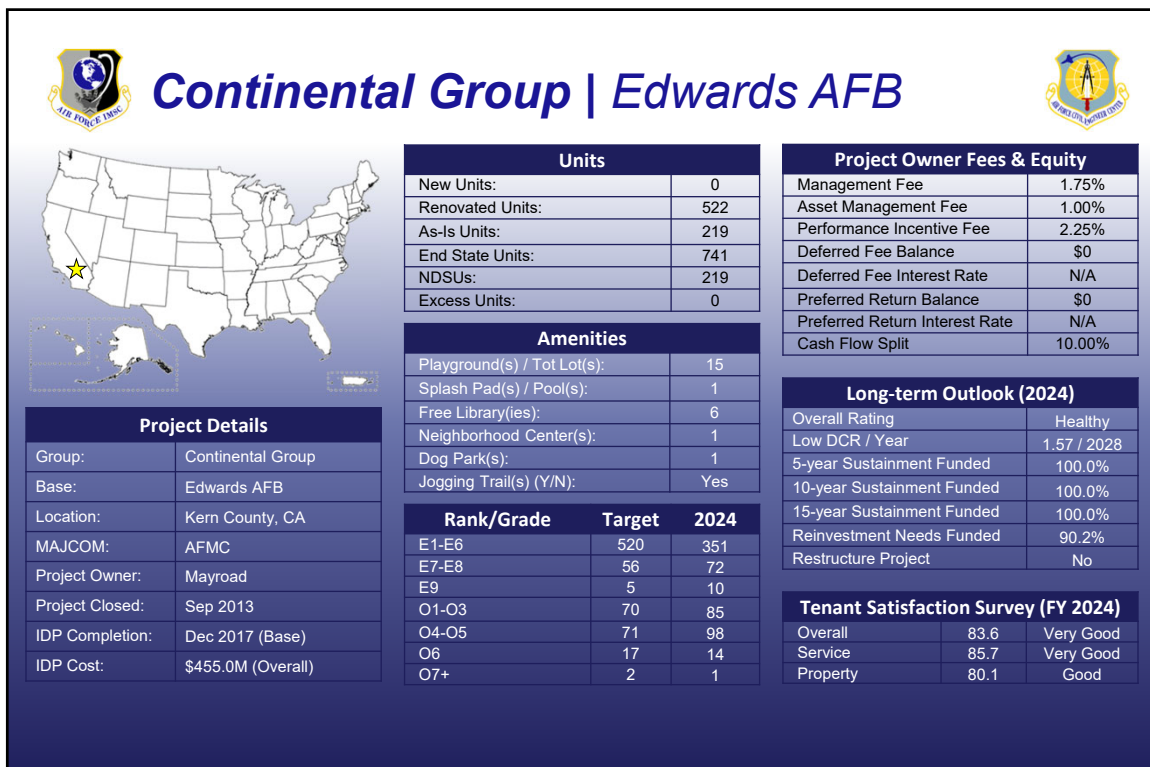 Continental Group | Edwards AFB
AIR FORCE IMSC
AIR FORCE CIVIL ENGINEER CENTER
Project Details
Group: Continental Group
Base: Edwards AFB
Location: Kern County, CA
MAJCOM: AFMC
Project Owner: Mayroad
Project Closed: Sep 2013
IDP Completion: Dec 2017 (Base)
IDP Cost: $455.0M (Overall)
Units
New Units: 0
Renovated Units: 522
As-Is Units: 219
End State Units: 741
NDSUs: 219
Excess Units: 0
Amenities
Playground(s) / Tot Lot(s): 15
Splash Pad(s) / Pool(s): 1
Free Library(ies): 6
Neighborhood Center(s): 1
Dog Park(s): 1
Jogging Trail(s) (Y/N): Yes
Rank/Grade Target 2024
E1-E6 520 351
E7-E8 56 72
E9 5 10
O1-O3 70 85
O4-O5 71 98
O6 17 14
O7+ 2 1
Project Owner Fees & Equity
Management Fee 1.75%
Asset Management Fee 1.00%
Performance Incentive Fee 2.25%
Deferred Fee Balance $0
Deferred Fee Interest Rate N/A
Preferred Return Balance $0
Preferred Return Interest Rate N/A
Cash Flow Split 10.00%
Long-term Outlook (2024)
Overall Rating Healthy
Low DCR / Year 1.57 / 2028
5-year Sustainment Funded 100.0%
10-year Sustainment Funded 100.0%
15-year Sustainment Funded 100.0%
Reinvestment Needs Funded 90.2%
Restructure Project No
Tenant Satisfaction Survey (FY 2024)
Overall 83.6 Very Good
Service 85.7 Very Good
Property 80.1 Good